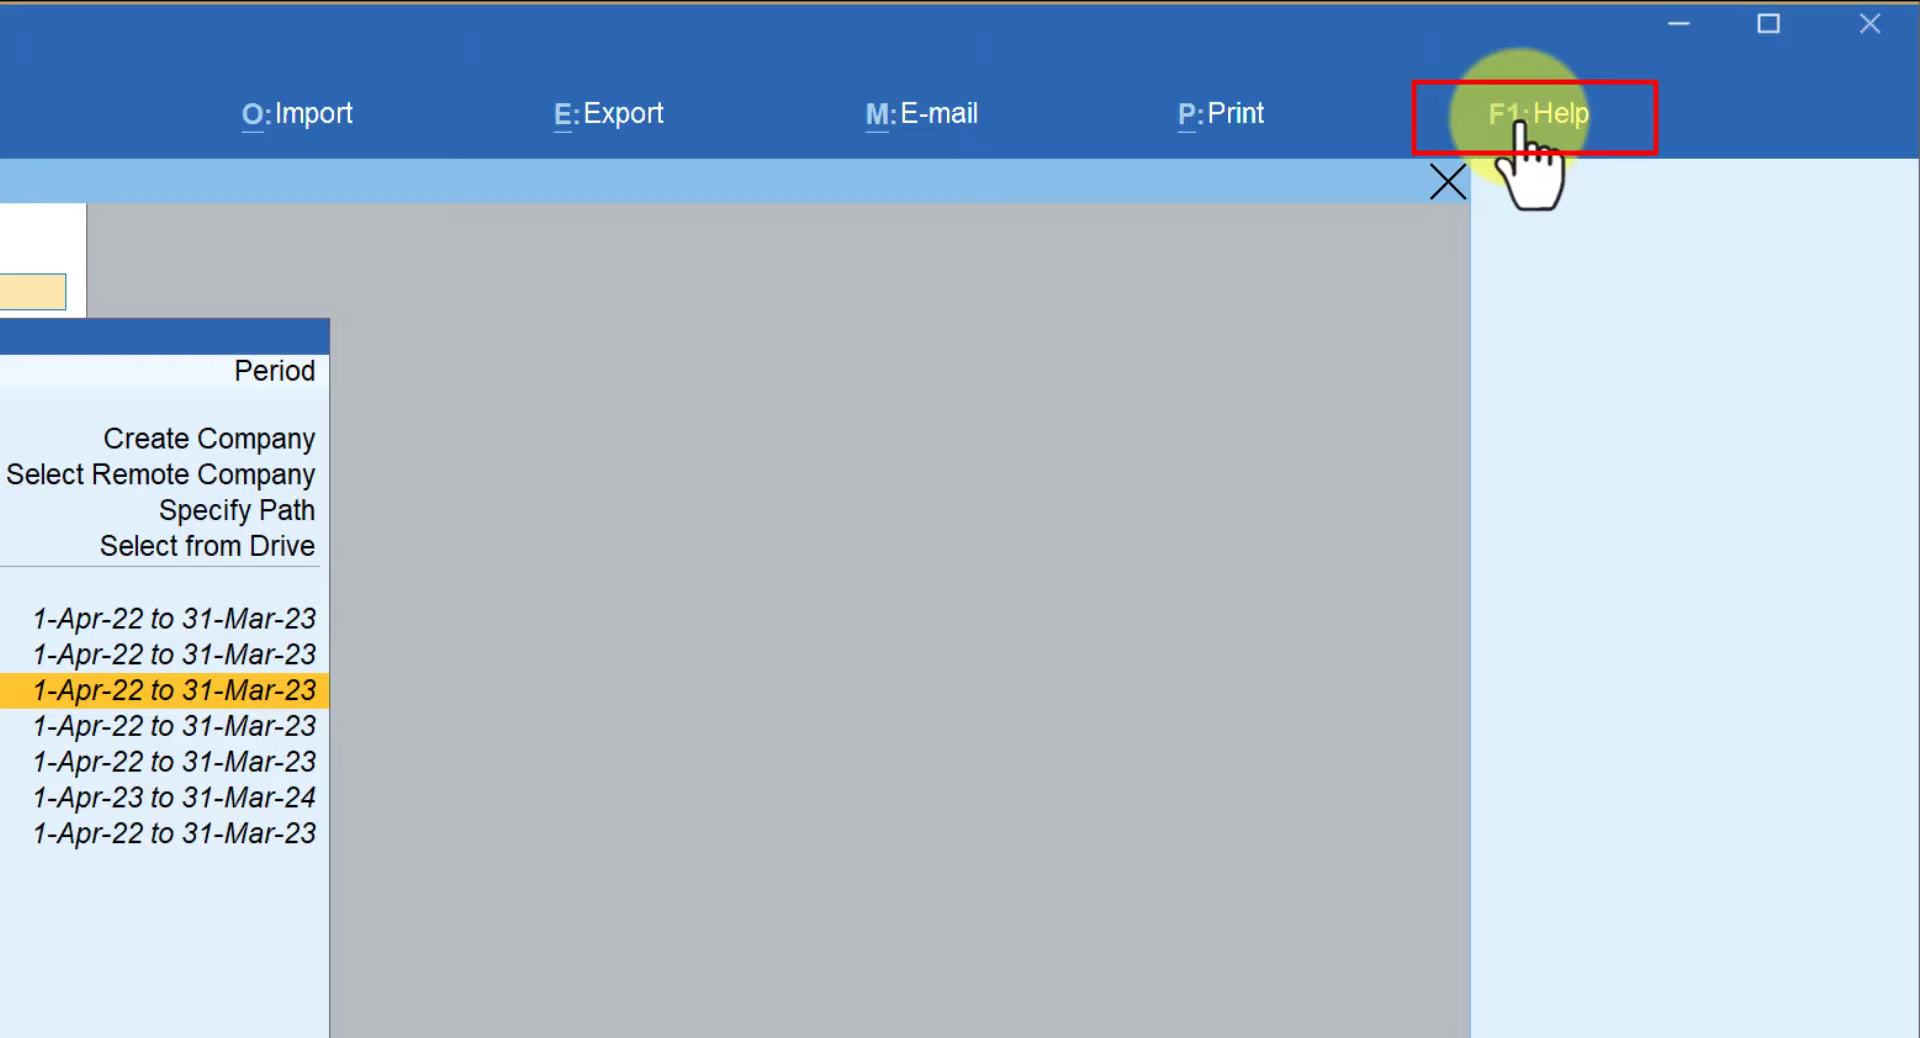 O: Import E: Export M: E-mail P: Print F1: Help
Period
Create Company
Select Remote Company
Specify Path
Select from Drive
1-Apr-22 to 31-Mar-23
1-Apr-22 to 31-Mar-23
1-Apr-22 to 31-Mar-23
1-Apr-22 to 31-Mar-23
1-Apr-22 to 31-Mar-23
1-Apr-23 to 31-Mar-24
1-Apr-22 to 31-Mar-23